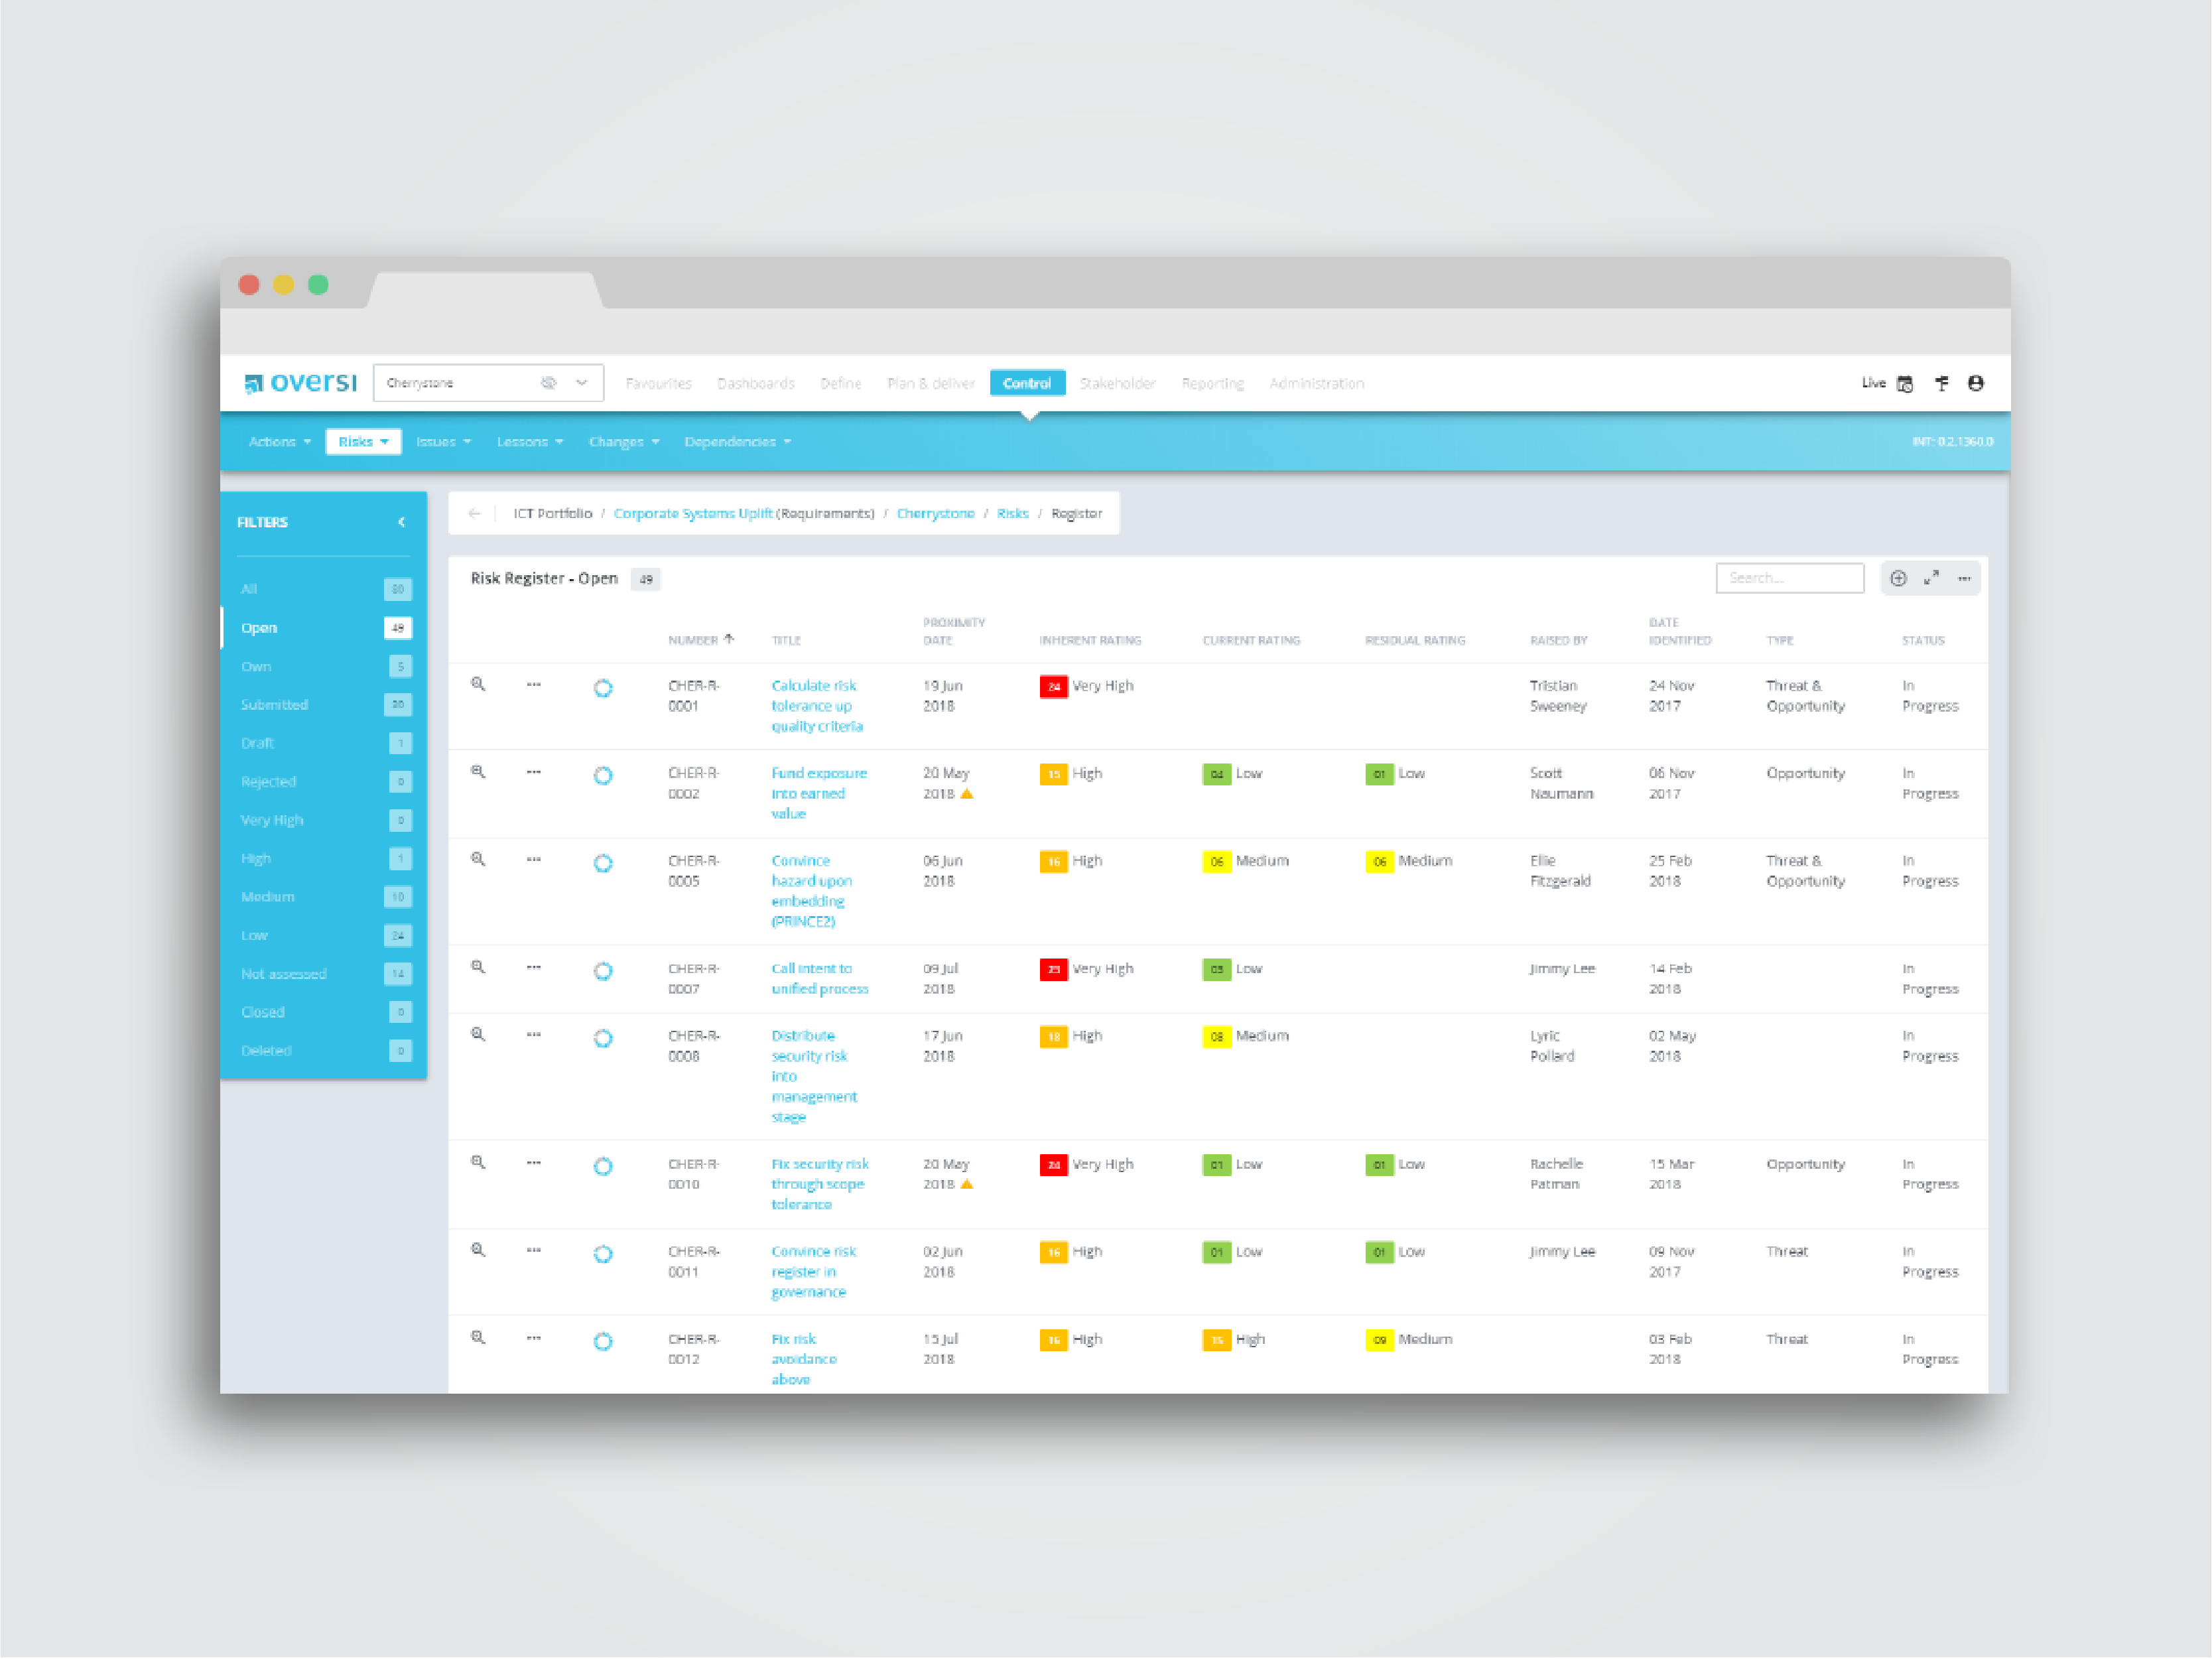 oversi
Cherrystone
Favourites Dashboards Define Plan & deliver Control Stakeholder Reporting Administration
Live
Actions Risks Issues Lessons Changes Dependencies
INT: 0.2.1360.0
FILTERS
All 80
Open 49
Own 5
Submitted 30
Draft 1
Rejected 0
Very High 0
High 1
Medium 10
Low 24
Not assessed 14
Closed 0
Deleted 0
ICT Portfolio / Corporate Systems Uplift (Requirements) / Cherrystone / Risks / Register
Risk Register - Open 49
Search...
NUMBER TITLE PROXIMITY DATE INHERENT RATING CURRENT RATING RESIDUAL RATING RAISED BY DATE IDENTIFIED TYPE STATUS
CHER-R-0001 Calculate risk tolerance up quality criteria 19 Jun 2018 24 Very High Tristian Sweeney 24 Nov 2017 Threat & Opportunity In Progress
CHER-R-0002 Fund exposure into earned value 20 May 2018 15 High 04 Low 01 Low Scott Naumann 06 Nov 2017 Opportunity In Progress
CHER-R-0005 Convince hazard upon embedding (PRINCE2) 06 Jun 2018 16 High 06 Medium 06 Medium Ellie Fitzgerald 25 Feb 2018 Threat & Opportunity In Progress
CHER-R-0007 Call intent to unified process 09 Jul 2018 23 Very High 03 Low Jimmy Lee 14 Feb 2018 In Progress
CHER-R-0008 Distribute security risk into management stage 17 Jun 2018 18 High 08 Medium Lyric Pollard 02 May 2018 In Progress
CHER-R-0010 Fix security risk through scope tolerance 20 May 2018 24 Very High 01 Low 01 Low Rachelle Patman 15 Mar 2018 Opportunity In Progress
CHER-R-0011 Convince risk register in governance 02 Jun 2018 16 High 01 Low 01 Low Jimmy Lee 09 Nov 2017 Threat In Progress
CHER-R-0012 Fix risk avoidance above 15 Jul 2018 16 High 15 High 09 Medium 03 Feb 2018 Threat In Progress